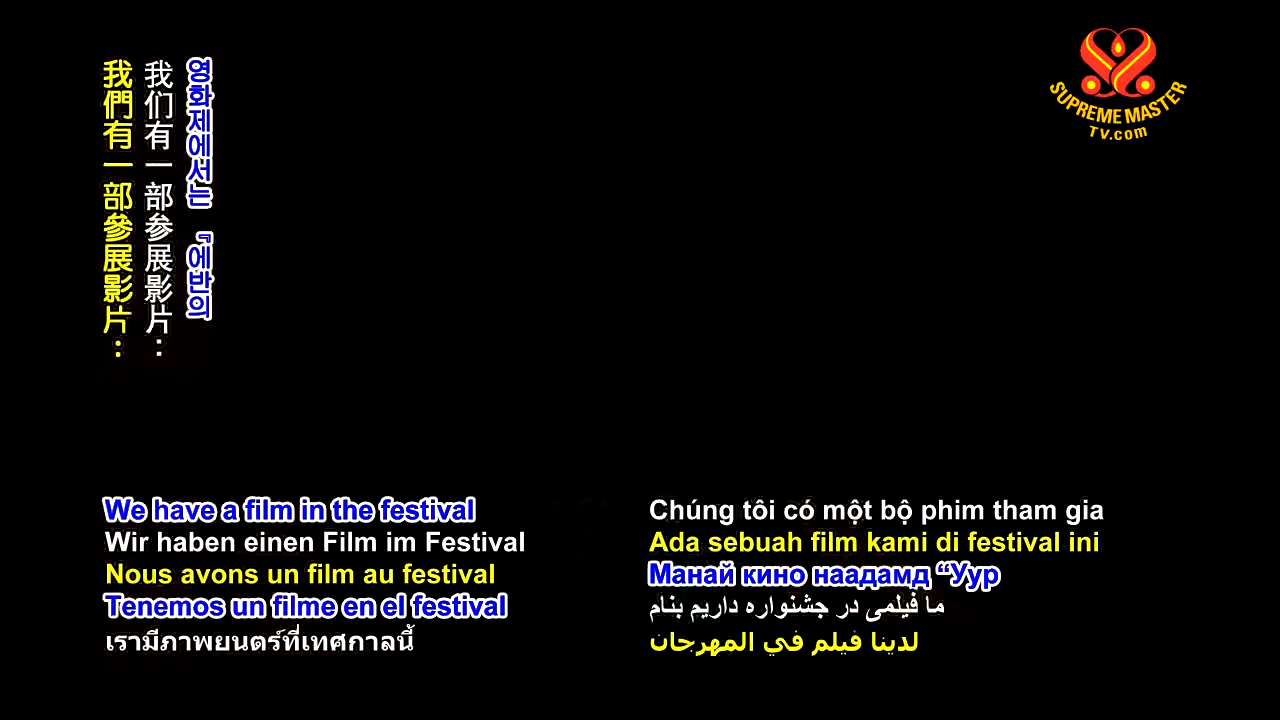 我們有一部參展影片：
我们有一部参展影片：
영화제에서는 『에반의
SUPREME MASTER
TV.com
We have a film in the festival
Wir haben einen Film im Festival
Nous avons un film au festival
Tenemos un filme en el festival
เรามีภาพยนตร์ที่เทศกาลนี้
Chúng tôi có một bộ phim tham gia
Ada sebuah film kami di festival ini
Манай кино наадамд “Уур
ما فیلمی در جشنواره داریم بنام
لدينا فيلم في المهرجان